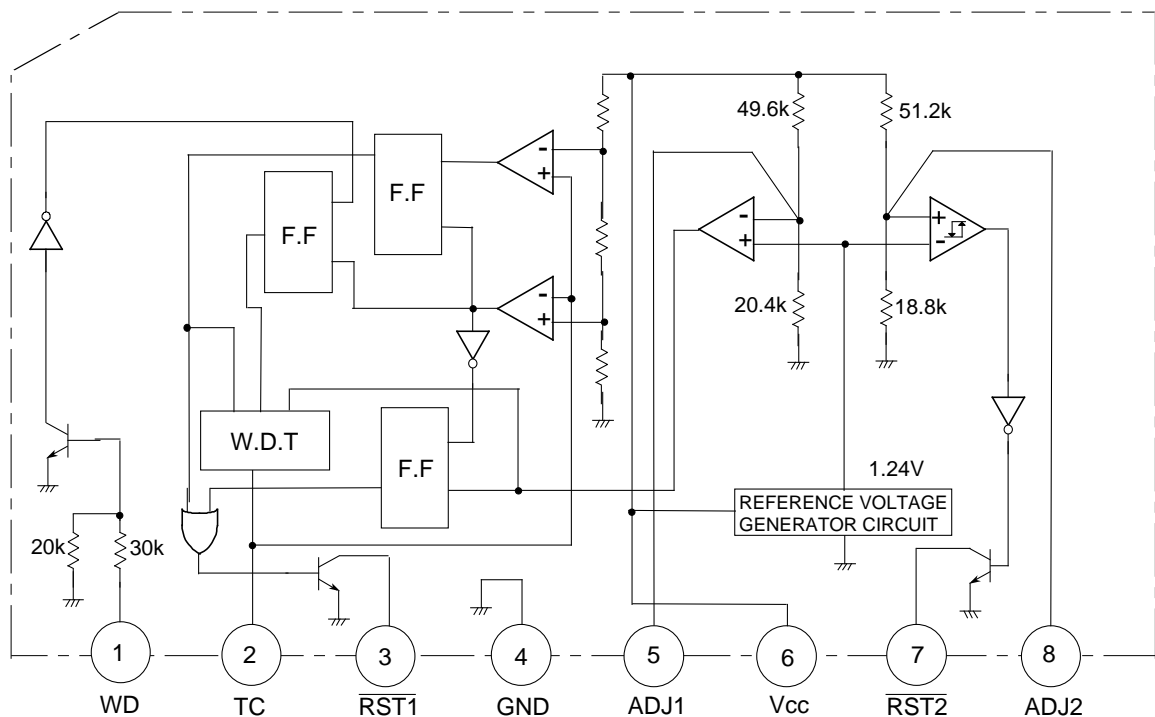 49.6k
51.2k
-
+
F.F
F.F
-
+
+
-
-
+
20.4k
18.8k
W.D.T
F.F
1.24V
REFERENCE VOLTAGE
GENERATOR CIRCUIT
20k
30k
1
2
3
4
5
6
7
8
WD
TC
RST1
GND
ADJ1
Vcc
RST2
ADJ2